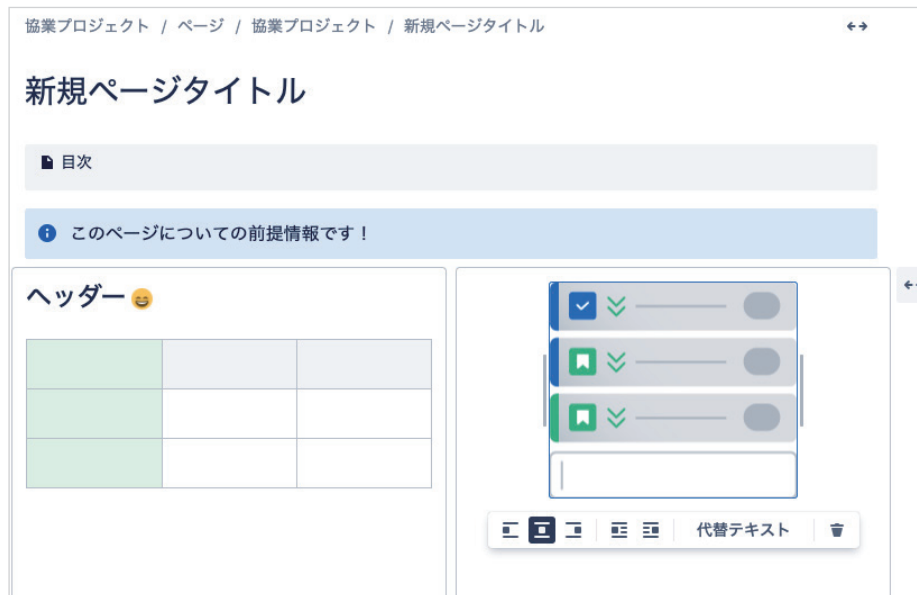 協業プロジェクト / ページ / 協業プロジェクト / 新規ページタイトル
新規ページタイトル
目次
このページについての前提情報です！
ヘッダー😄
代替テキスト